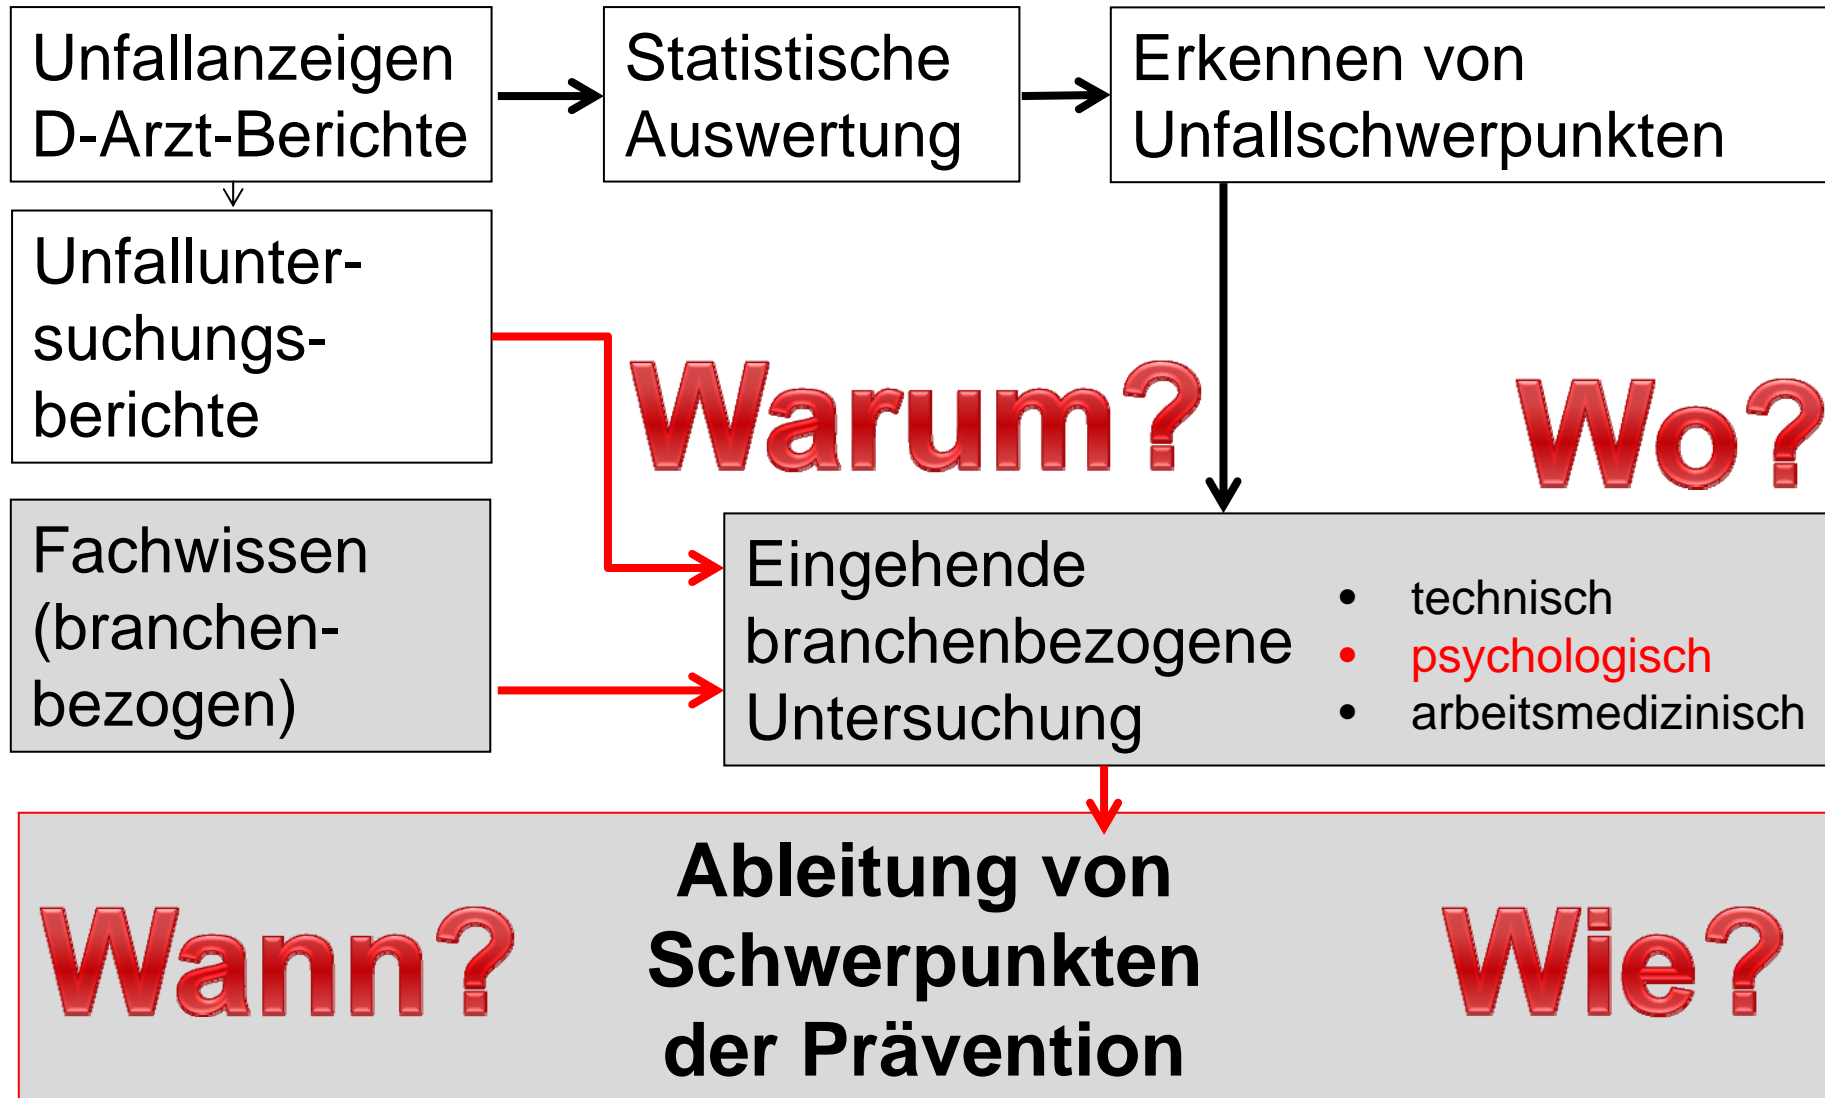 Unfallanzeigen
D-Arzt-Berichte
Statistische
Auswertung
Erkennen von
Unfallschwerpunkten
Unfallunter-
suchungs-
berichte
Warum?
Wo?
Fachwissen
(branchen-
bezogen)
Eingehende
branchenbezogene
Untersuchung
• technisch
• psychologisch
• arbeitsmedizinisch
Wann?
Ableitung von
Schwerpunkten
der Prävention
Wie?